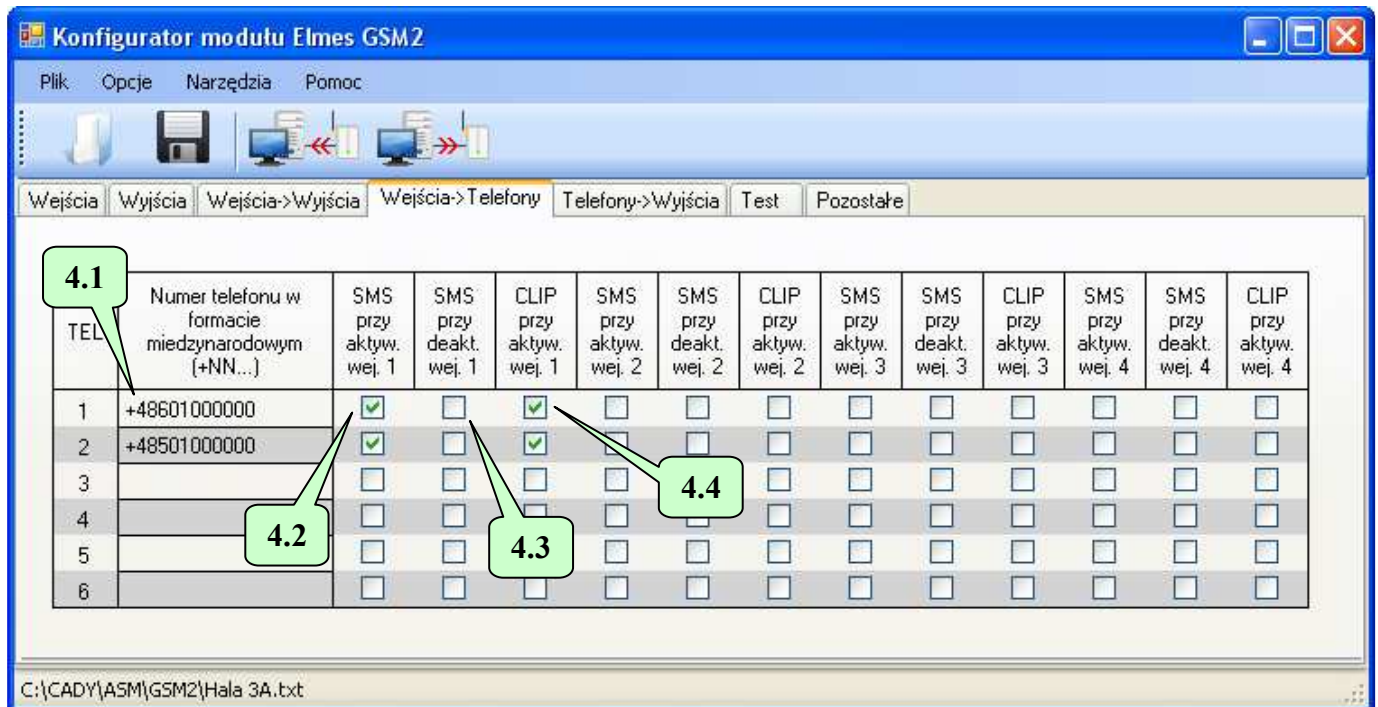 Konfigurator modułu Elmes GSM2
Plik Opcje Narzędzia Pomoc
Wejścia Wyjścia Wejścia->Wyjścia Wejścia->Telefony Telefony->Wyjścia Test Pozostałe
4.1
TEL
Numer telefonu w
formacie
miedzynarodowym
(+NN...)
SMS
przy
aktyw.
wej. 1
SMS
przy
deakt.
wej. 1
CLIP
przy
aktyw.
wej. 1
SMS
przy
aktyw.
wej. 2
SMS
przy
deakt.
wej. 2
CLIP
przy
aktyw.
wej. 2
SMS
przy
aktyw.
wej. 3
SMS
przy
deakt.
wej. 3
CLIP
przy
aktyw.
wej. 3
SMS
przy
aktyw.
wej. 4
SMS
przy
deakt.
wej. 4
CLIP
przy
aktyw.
wej. 4
1 +48601000000
2 +48501000000
3
4.4
4
4.2
4.3
5
6
C:\CADY\ASM\GSM2\Hala 3A.txt